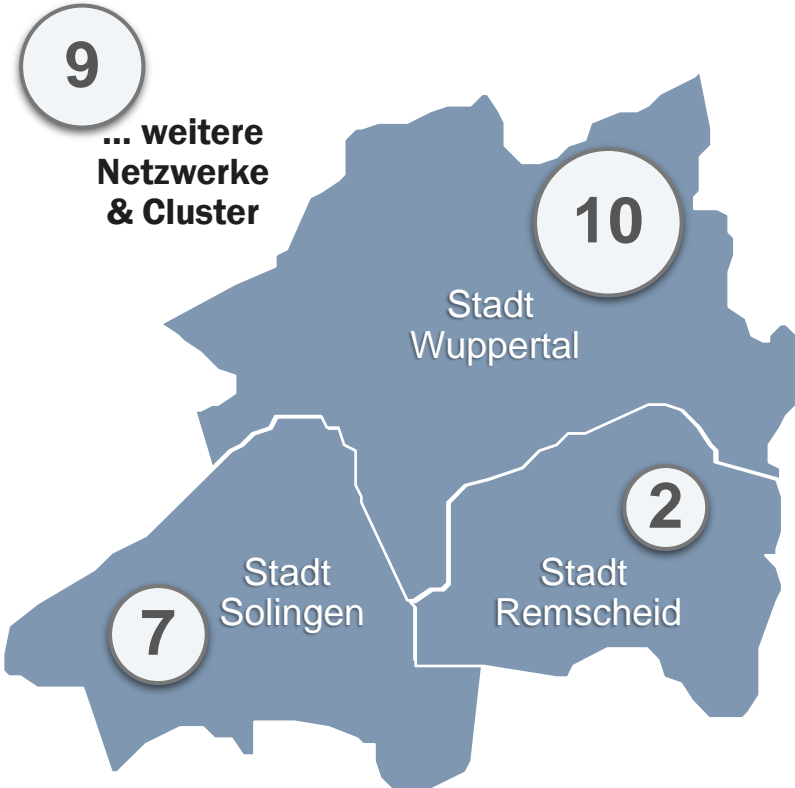 9
... weitere
Netzwerke
& Cluster
10
Stadt
Wuppertal
2
Stadt
Solingen
7
Stadt
Remscheid